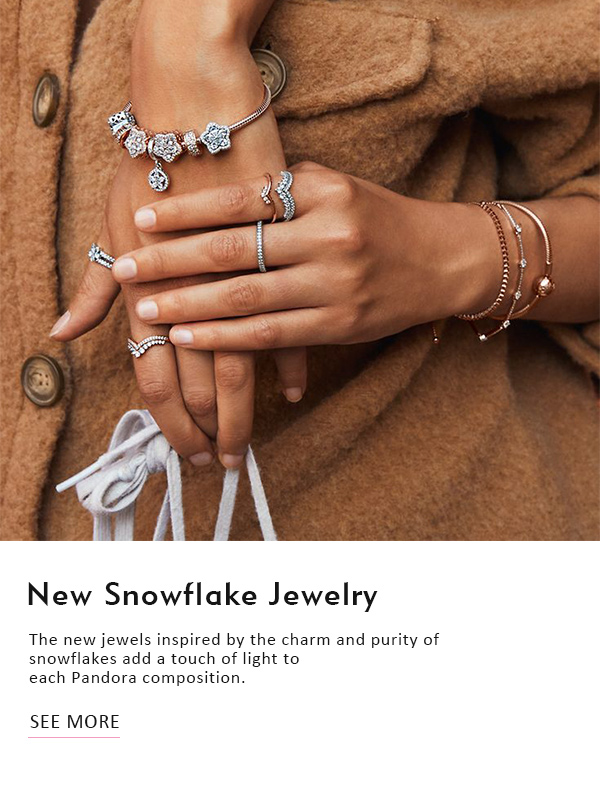 New Snowflake Jewelry
The new jewels inspired by the charm and purity of
snowflakes add a touch of light to
each Pandora composition.
SEE MORE